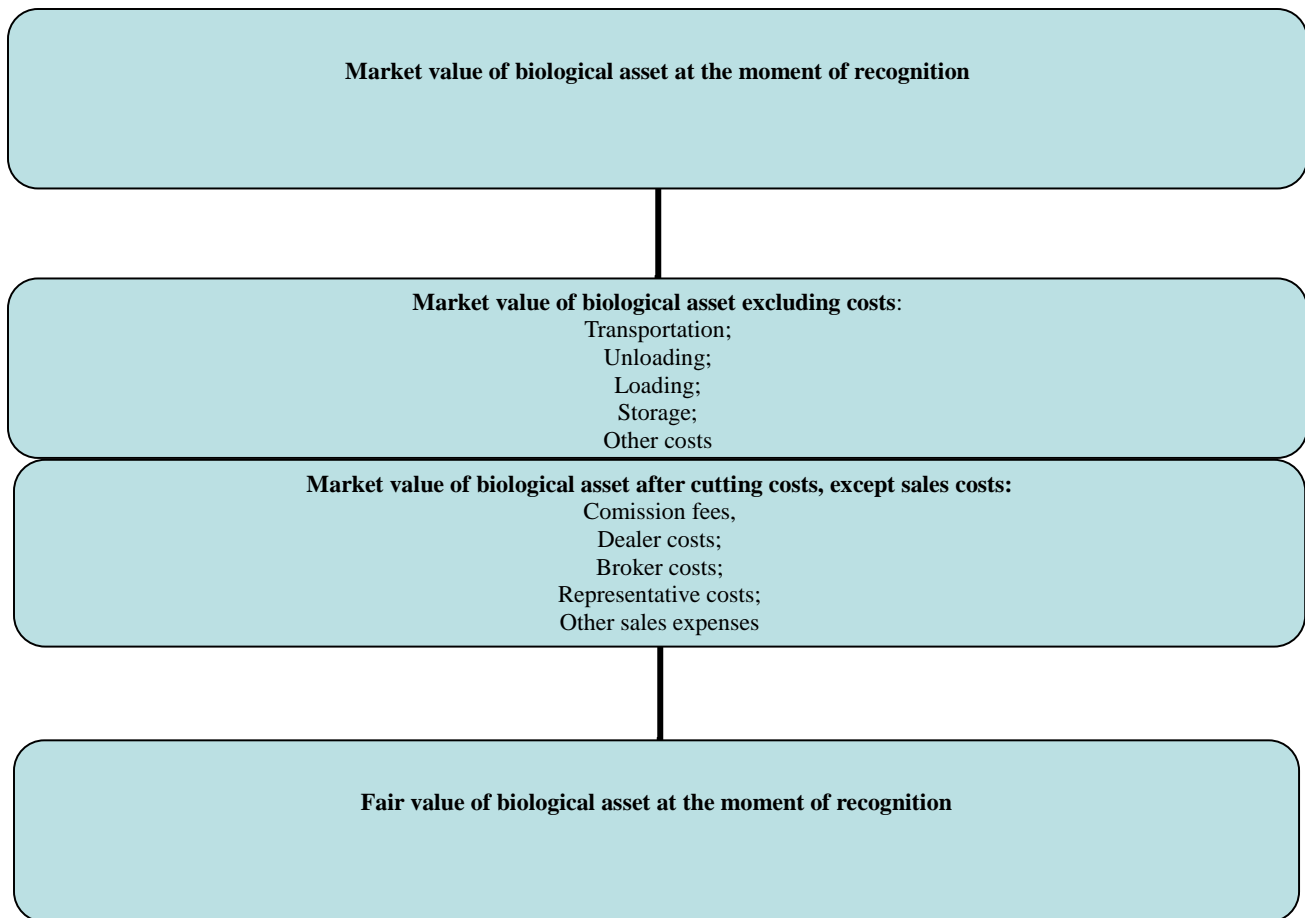 Market value of biological asset at the moment of recognition
Market value of biological asset excluding costs:
Transportation;
Unloading;
Loading;
Storage;
Other costs
Market value of biological asset after cutting costs, except sales costs:
Comission fees,
Dealer costs;
Broker costs;
Representative costs;
Other sales expenses
Fair value of biological asset at the moment of recognition